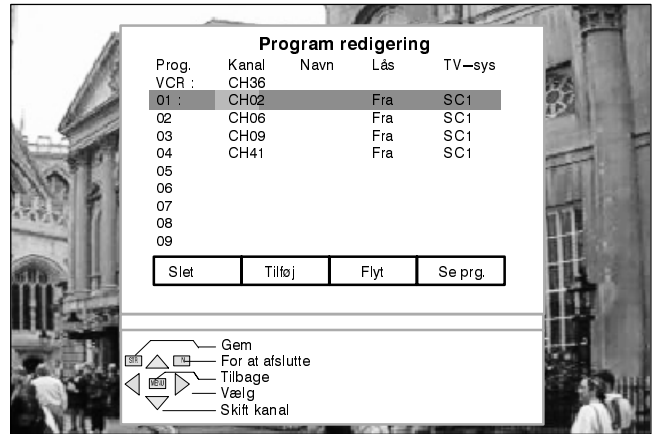 Program redigering
Prog. Kanal Navn Lås TV-sys
VCR : CH36
01 : CH02 Fra SC1
02 CH06 Fra SC1
03 CH09 Fra SC1
04 CH41 Fra SC1
05
06
07
08
09
Slet Tilføj Flyt Se prg.
Gem
STR N For at afslutte
MENU Tilbage
Vælg
Skift kanal